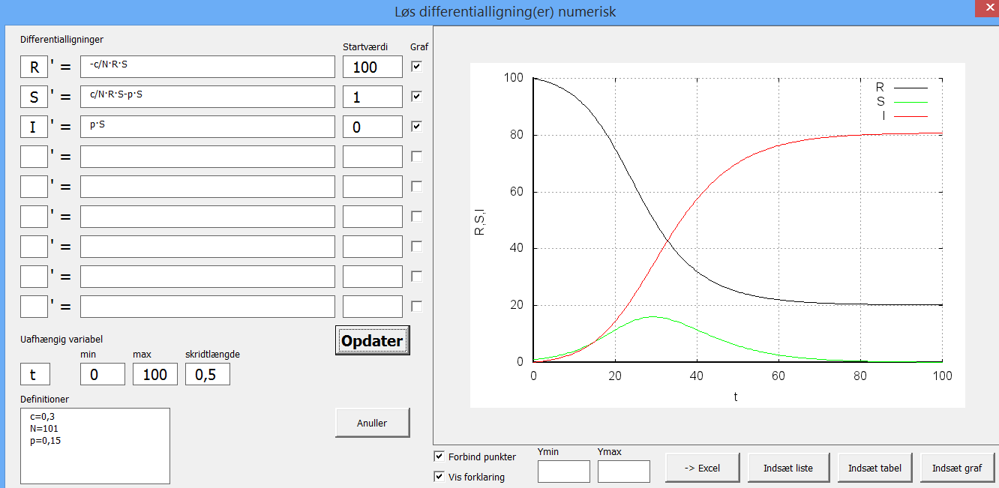 Løs differentialligning(er) numerisk
Differentialligninger
Startværdi
Graf
R ' = -c/N·R·S 100
S ' = c/N·R·S-p·S 1
I ' = p·S 0
' =
' =
' =
' =
' =
' =
Uafhængig variabel
min max skridtlængde
t 0 100 0,5
Opdater
Definitioner
c=0,3
N=101
p=0,15
Anuller
R
S
I
100
80
60
40
20
0
R,S,I
0 20 40 60 80 100
t
Forbind punkter
Vis forklaring
Ymin Ymax
-> Excel
Indsæt liste
Indsæt tabel
Indsæt graf